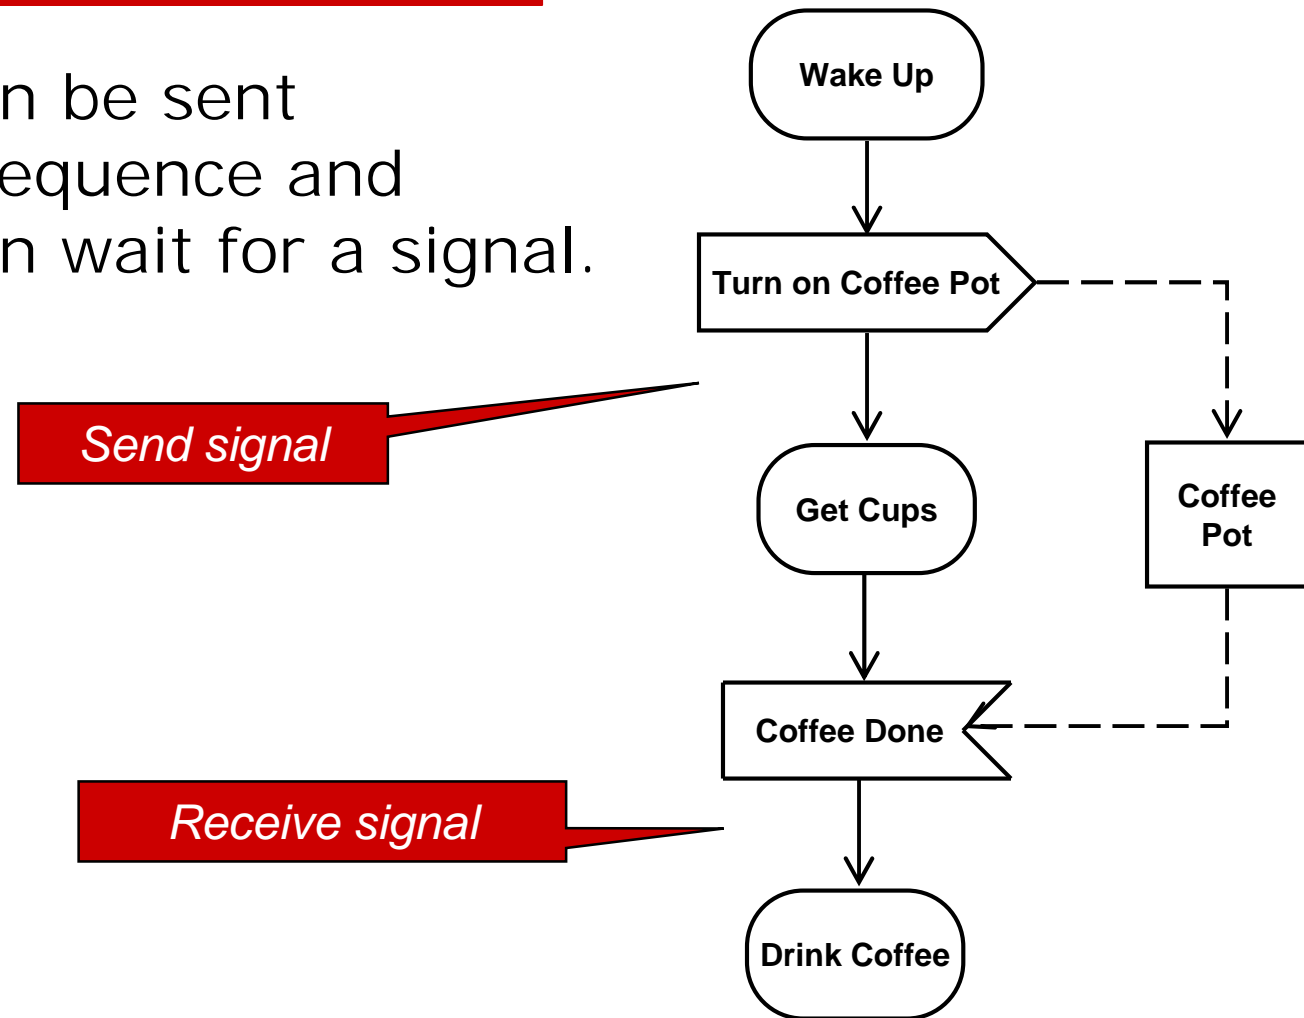 n be sent
equence and
n wait for a signal.
Wake Up
Turn on Coffee Pot
Send signal
Get Cups
Coffee
Pot
Coffee Done
Receive signal
Drink Coffee